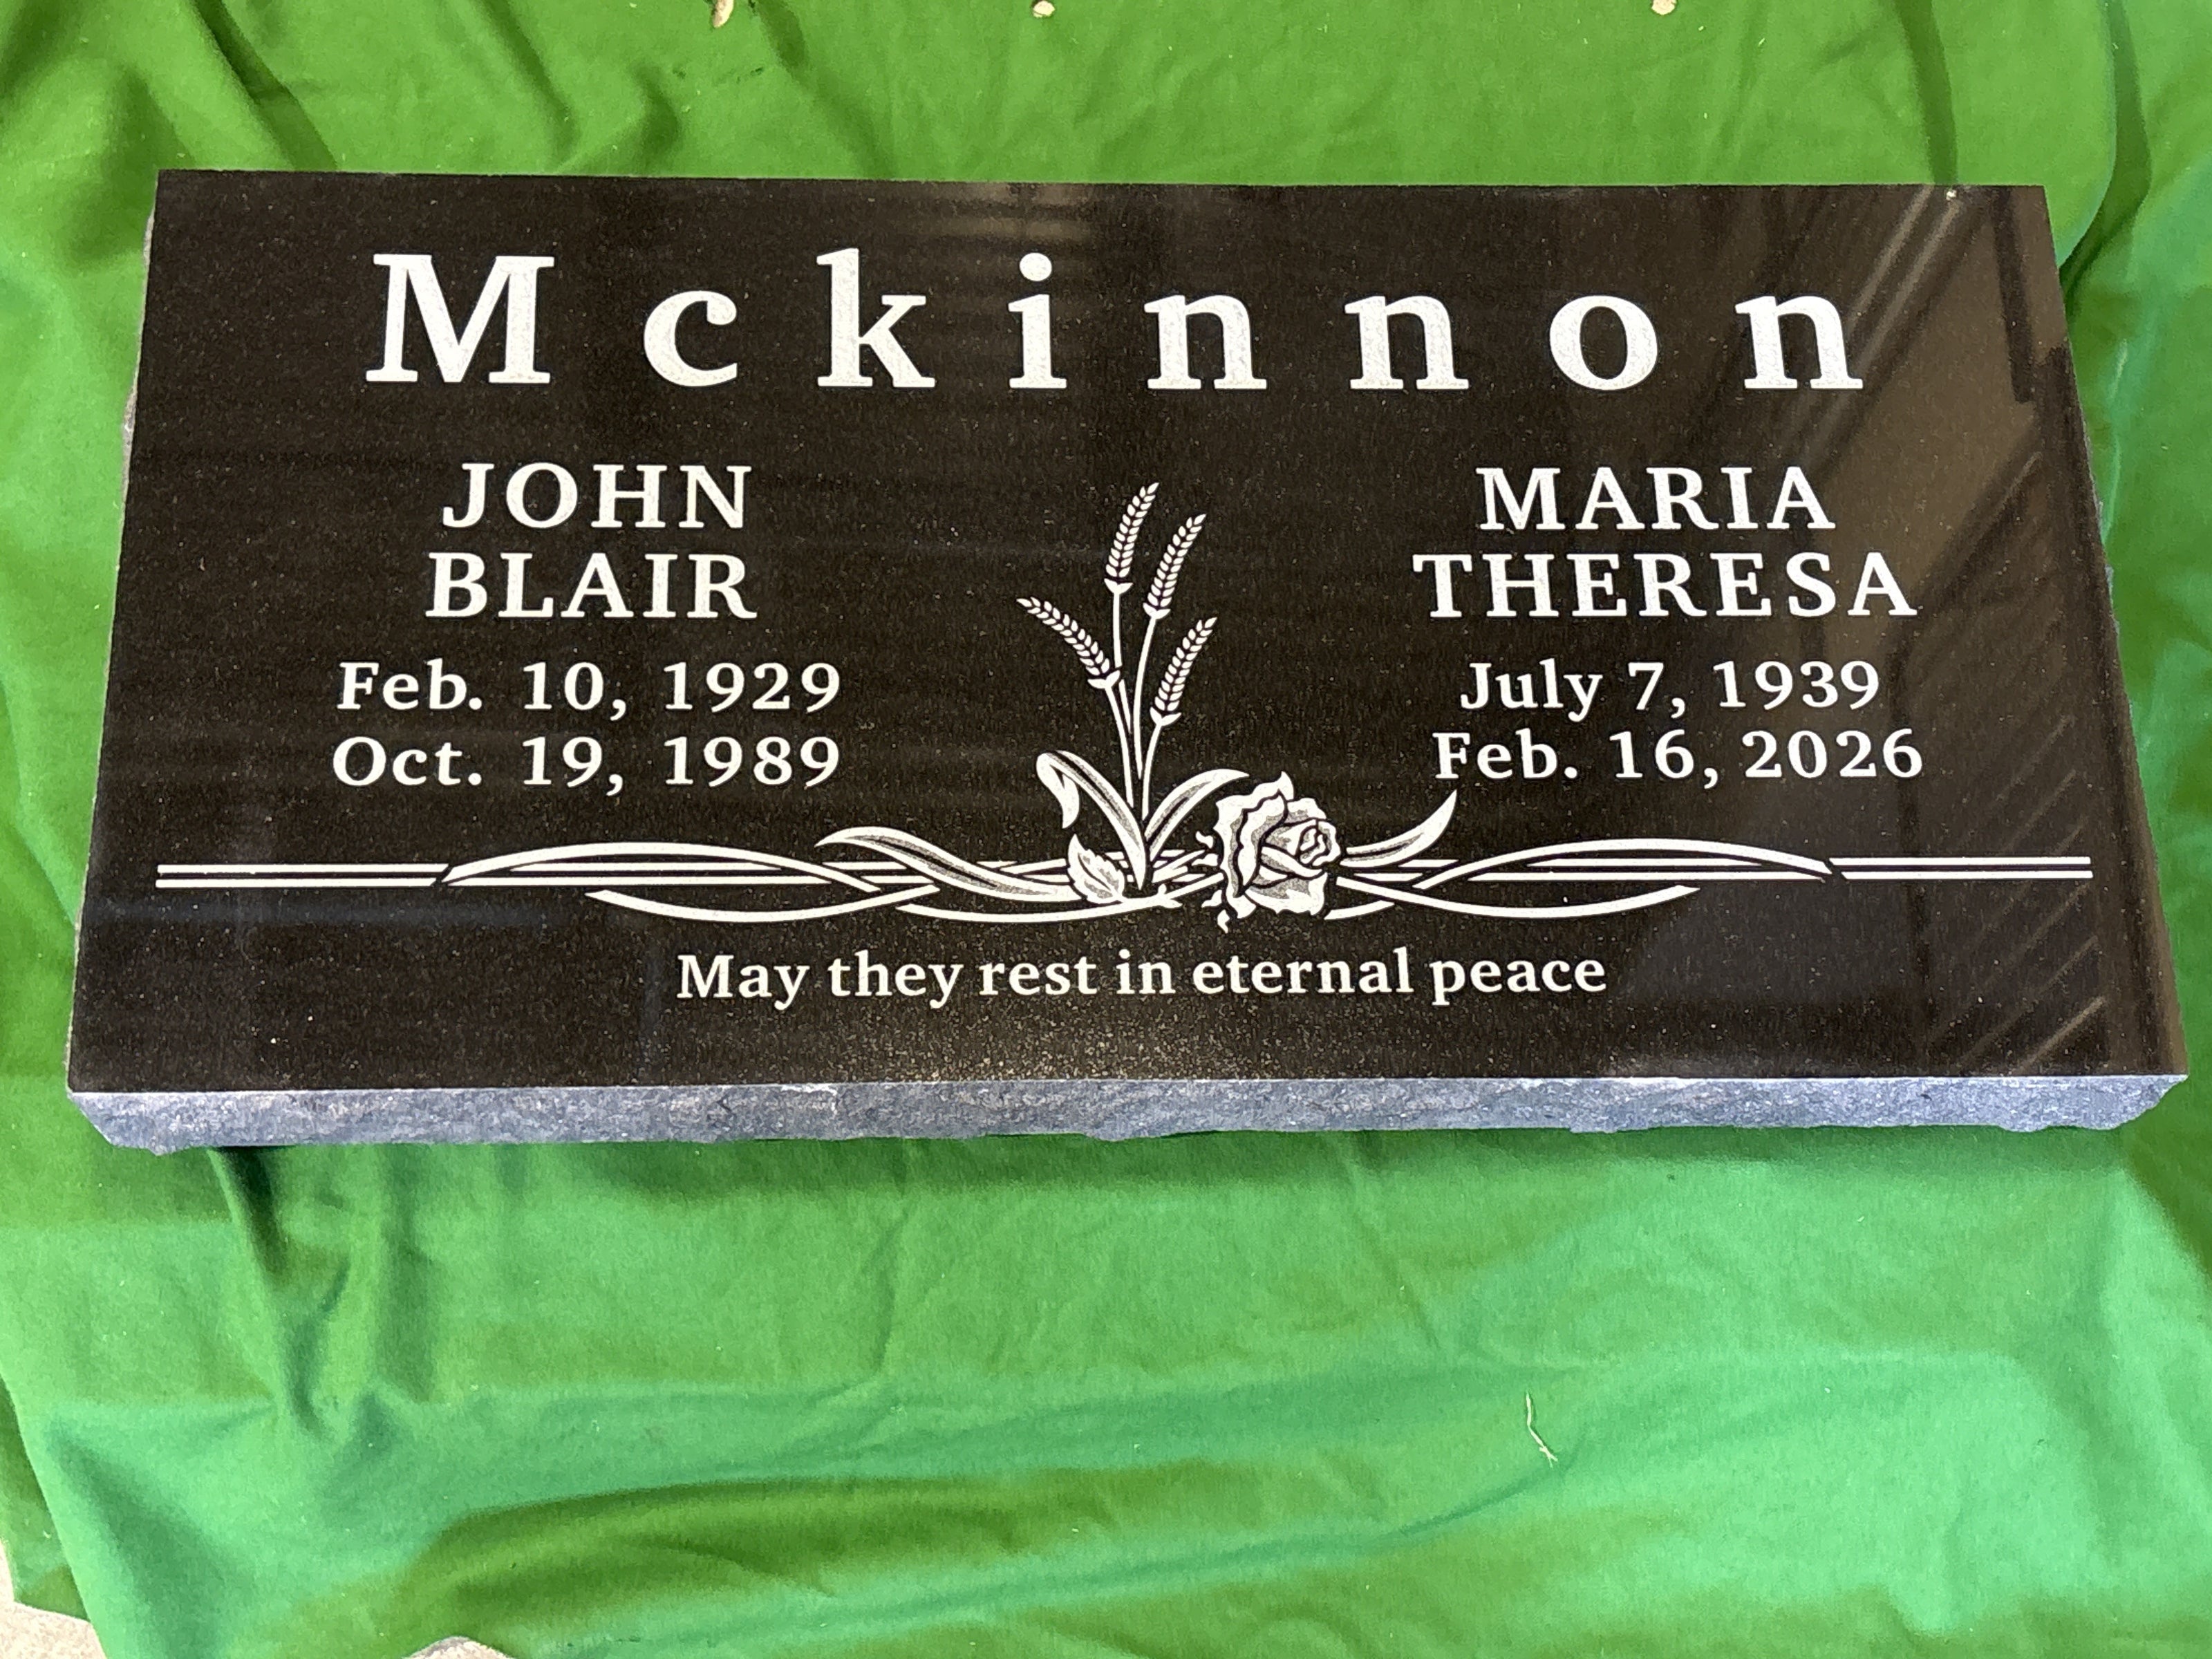 Mckinnon
JOHN
BLAIR
Feb. 10, 1929
Oct. 19, 1989
MARIA
THERESA
July 7, 1939
Feb. 16, 2026
May they rest in eternal peace